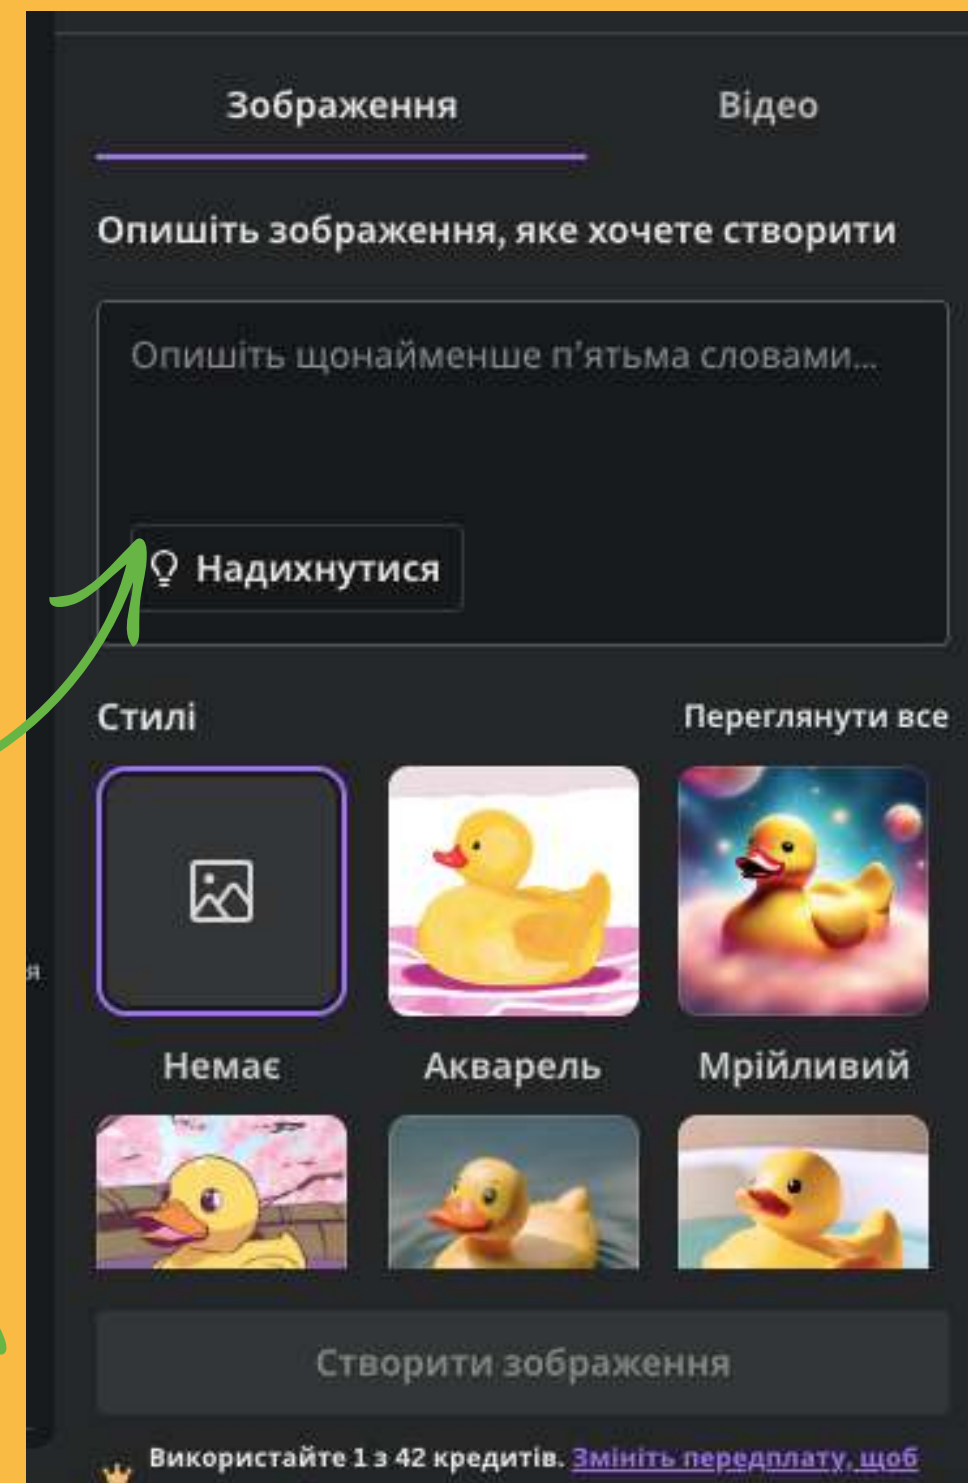 Зображення
Відео
Опишіть зображення, яке хочете створити
Опишіть щонайменше п'ятьма словами...
Надихнутися
Стилі
Переглянути все
я
Немає
Акварель
Мрійливий
Створити зображення
Використайте 1 з 42 кредитів. Змініть передплату, щоб